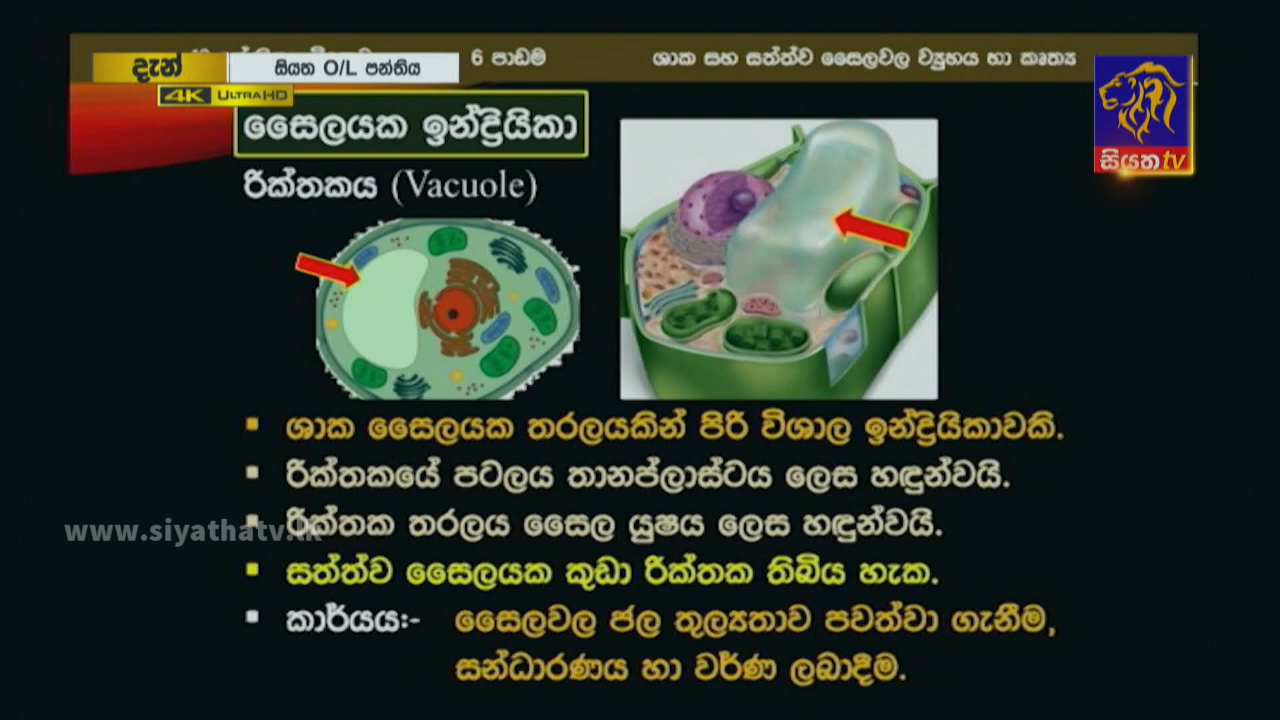 6 පාඩම ශාක සහ සත්ත්ව සෛලවල ව්‍යුහය හා කෘත්‍ය
දැන් සියත O/L පන්තිය
4K ULTRA HD
සියත tv
සෛලයක ඉන්ද්‍රියිකා
රික්තකය (Vacuole)
▪ ශාක සෛලයක තරලයකින් පිරි විශාල ඉන්ද්‍රියිකාවකි.
▪ රික්තකයේ පටලය තානප්ලාස්ටය ලෙස හඳුන්වයි.
▪ රික්තක තරලය සෛල යුෂය ලෙස හඳුන්වයි.
www.siyathatv.lk
▪ සත්ත්ව සෛලයක කුඩා රික්තක තිබිය හැක.
▪ කාර්යයඃ- සෛලවල ජල තුල්‍යතාව පවත්වා ගැනීම,
සන්ධාරණය හා වර්ණ ලබාදීම.